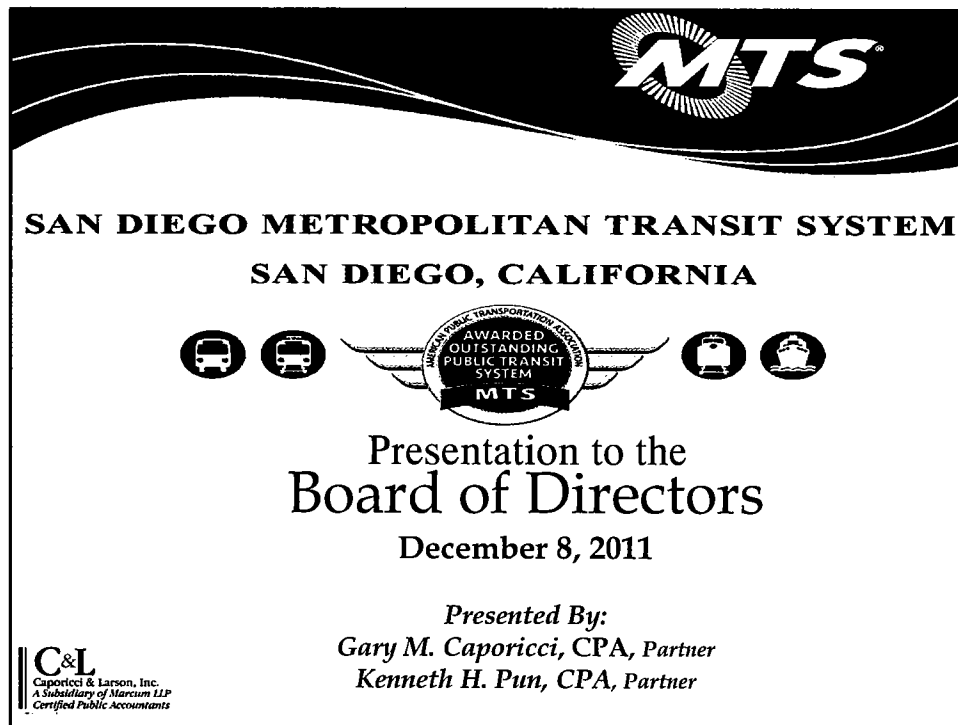 MTS®
SAN DIEGO METROPOLITAN TRANSIT SYSTEM
SAN DIEGO, CALIFORNIA
AMERICAN PUBLIC TRANSPORTATION ASSOCIATION
AWARDED
OUTSTANDING
PUBLIC TRANSIT
SYSTEM
MTS
Presentation to the
Board of Directors
December 8, 2011
Presented By:
Gary M. Caporicci, CPA, Partner
Kenneth H. Pun, CPA, Partner
C&L
Caporicci & Larson, Inc.
A Subsidiary of Marcum LLP
Certified Public Accountants